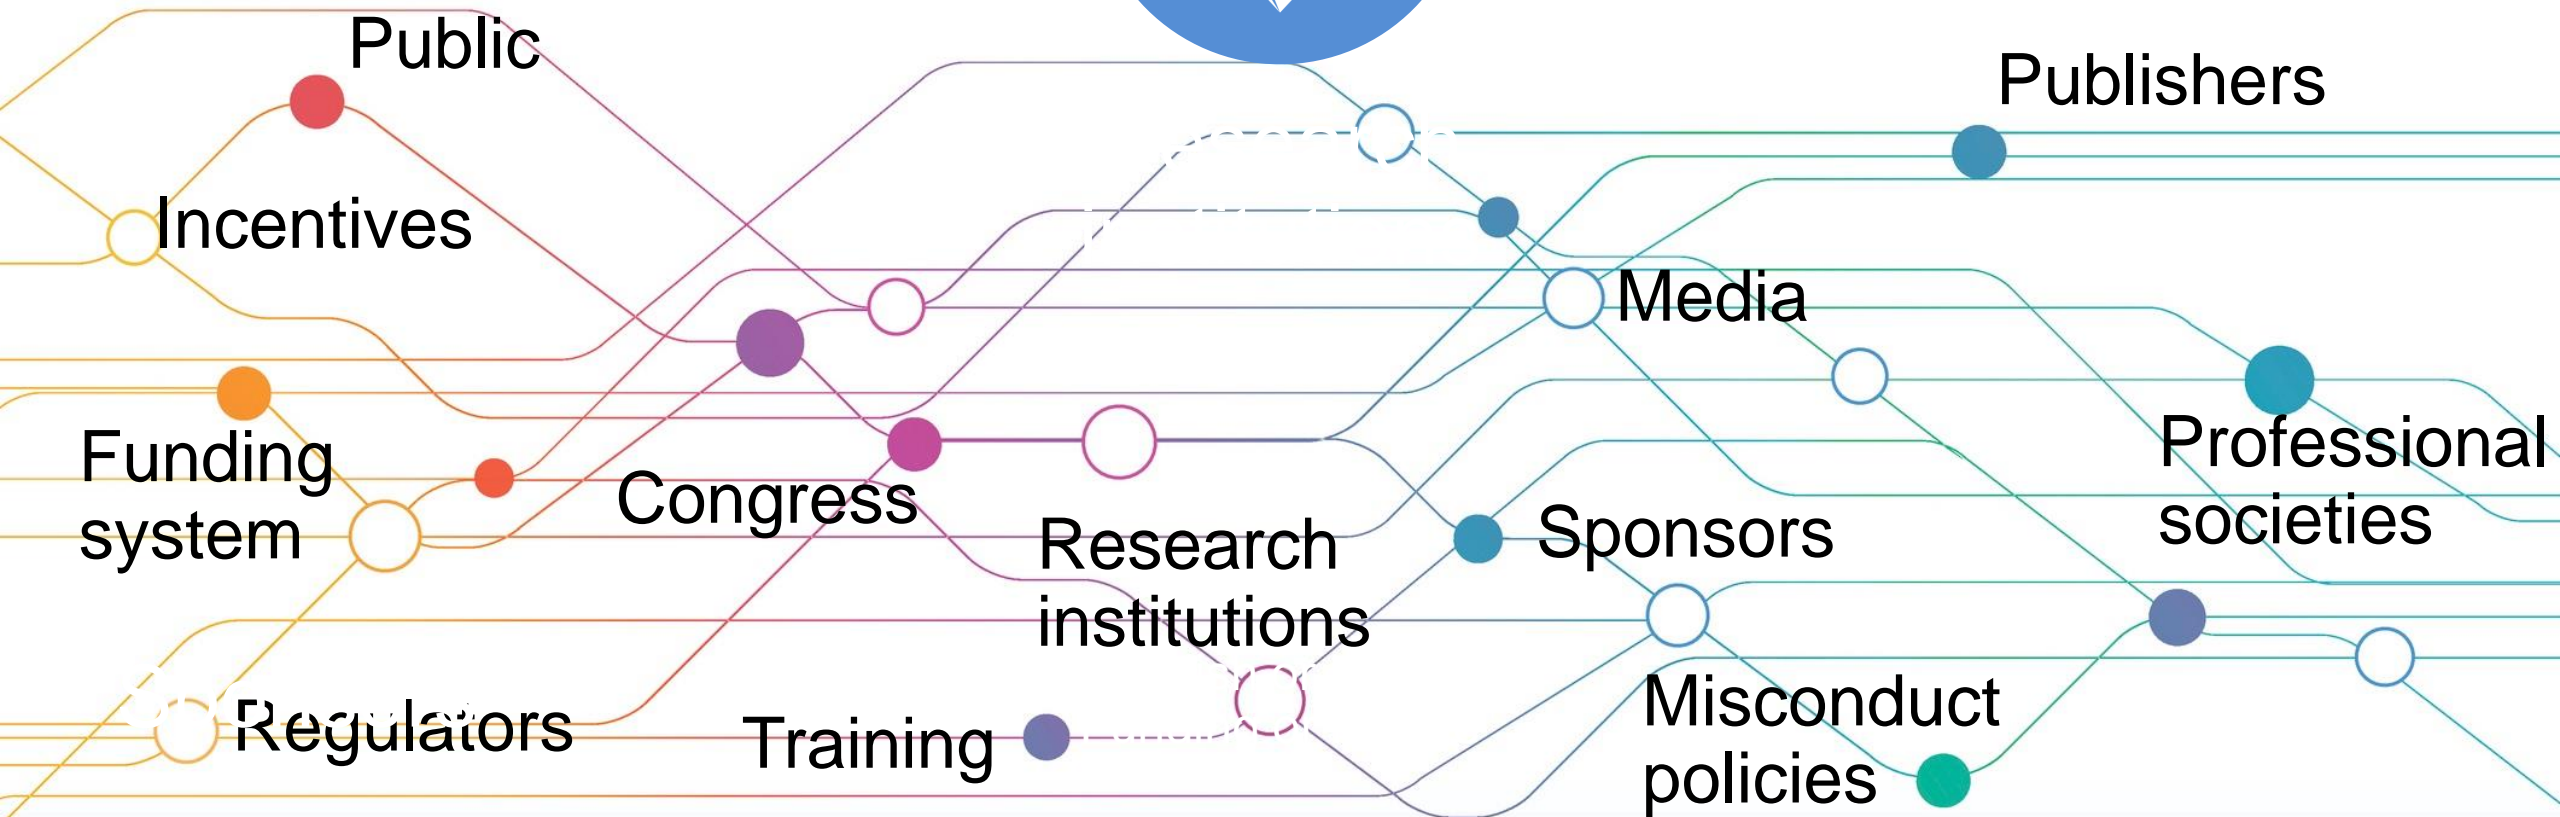 Public
Publishers
Incentives
Media
Funding
system
Congress
Professional
societies
Research
institutions
Sponsors
Regulators
Training
Misconduct
policies